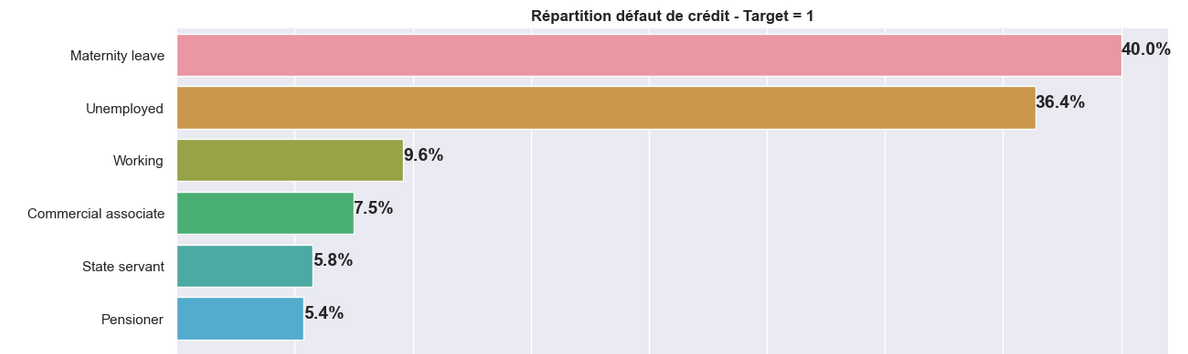 Répartition défaut de crédit - Target = 1
Maternity leave 40.0%
Unemployed 36.4%
Working 9.6%
Commercial associate 7.5%
State servant 5.8%
Pensioner 5.4%